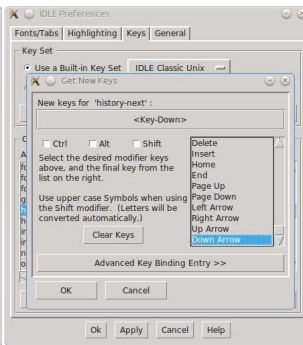 IDLE Preferences
Fonts/Tabs Highlighting Keys General
Key Set
Use a Built-in Key Set IDLE Classic Unix
Get New Keys
New keys for 'history-next' :
<Key-Down>
Ctrl Alt Shift
Select the desired modifier keys
above, and the final key from the
list on the right.
Use upper case Symbols when using
the Shift modifier. (Letters will be
converted automatically.)
Clear Keys
Delete
Insert
Home
End
Page Up
Page Down
Left Arrow
Right Arrow
Up Arrow
Down Arrow
Advanced Key Binding Entry >>
OK Cancel
Ok Apply Cancel Help